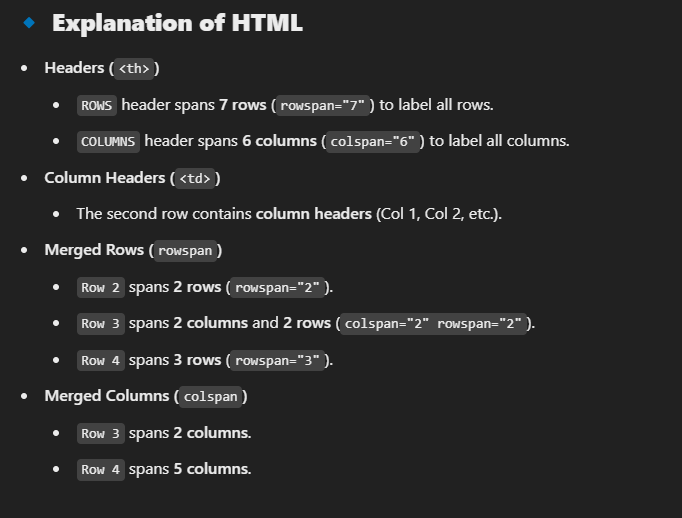 Explanation of HTML
Headers (<th>)
ROWS header spans 7 rows (rowspan="7") to label all rows.
COLUMNS header spans 6 columns (colspan="6") to label all columns.
Column Headers (<td>)
The second row contains column headers (Col 1, Col 2, etc.).
Merged Rows (rowspan)
Row 2 spans 2 rows (rowspan="2").
Row 3 spans 2 columns and 2 rows (colspan="2" rowspan="2").
Row 4 spans 3 rows (rowspan="3").
Merged Columns (colspan)
Row 3 spans 2 columns.
Row 4 spans 5 columns.